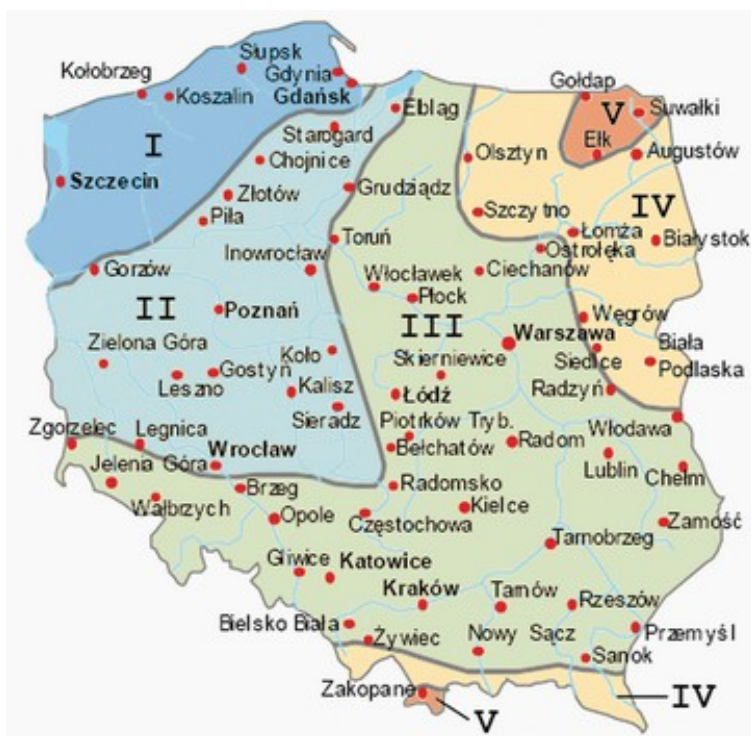 Słupsk
Kołobrzeg
Gdynia
Gołdap
Koszalin
Gdańsk
Elbląg
V
Suwałki
Starogard
I
Ełk
Chojnice
Olsztyn
Augustów
Szczecin
Grudziądz
Złotów
Szczytno
IV
Piła
Łomża
Toruń
Białystok
Inowrocław
Ostrołęka
Gorzów
Ciechanów
Włocławek
Płock
II
Poznań
III
Węgrów
Warszawa
Biała
Podlaska
Zielona Góra
Koło
Skierniewice
Siedlce
Gostyń
Leszno
Kalisz
Łódź
Radzyń
Sieradz
Zgorzelec
Legnica
Piotrków Tryb.
Włodawa
Wrocław
Bełchatów
Radom
Jelenia Góra
Lublin
Chełm
Brzeg
Radomsko
Wałbrzych
Kielce
Opole
Częstochowa
Zamość
Tarnobrzeg
Gliwice
Katowice
Kraków
Tarnów
Rzeszów
Bielsko Biała
Przemyśl
Żywiec
Nowy Sącz
Sanok
Zakopane
IV
V